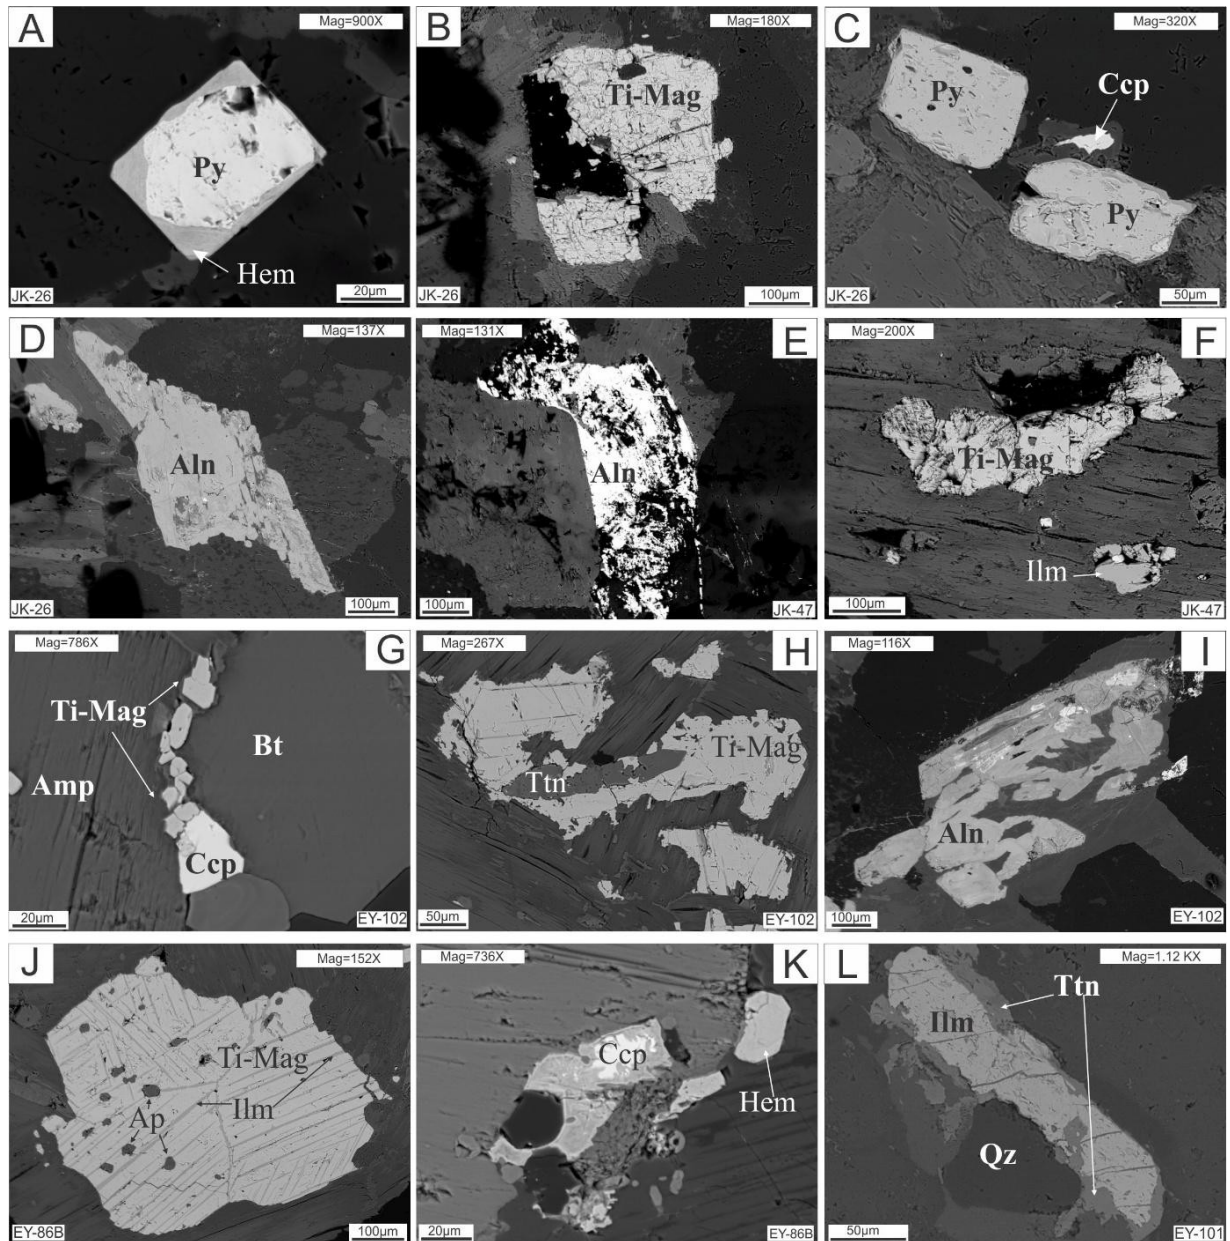 A
Mag=900X
Py
Hem
JK-26
20µm
B
Mag=180X
Ti-Mag
JK-26
100µm
C
Mag=320X
Py
Ccp
Py
JK-26
50µm
D
Mag=137X
Aln
JK-26
100µm
E
Mag=131X
Aln
100µm
JK-47
F
Mag=200X
Ti-Mag
Ilm
100µm
JK-47
G
Mag=786X
Ti-Mag
Bt
Amp
Ccp
20µm
EY-102
H
Mag=267X
Ti-Mag
Ttn
50µm
EY-102
I
Mag=116X
Aln
100µm
EY-102
J
Mag=152X
Ti-Mag
Ilm
Ap
EY-86B
100µm
K
Mag=736X
Ccp
Hem
20µm
EY-86B
L
Mag=1.12 KX
Ttn
Ilm
Qz
50µm
EY-101